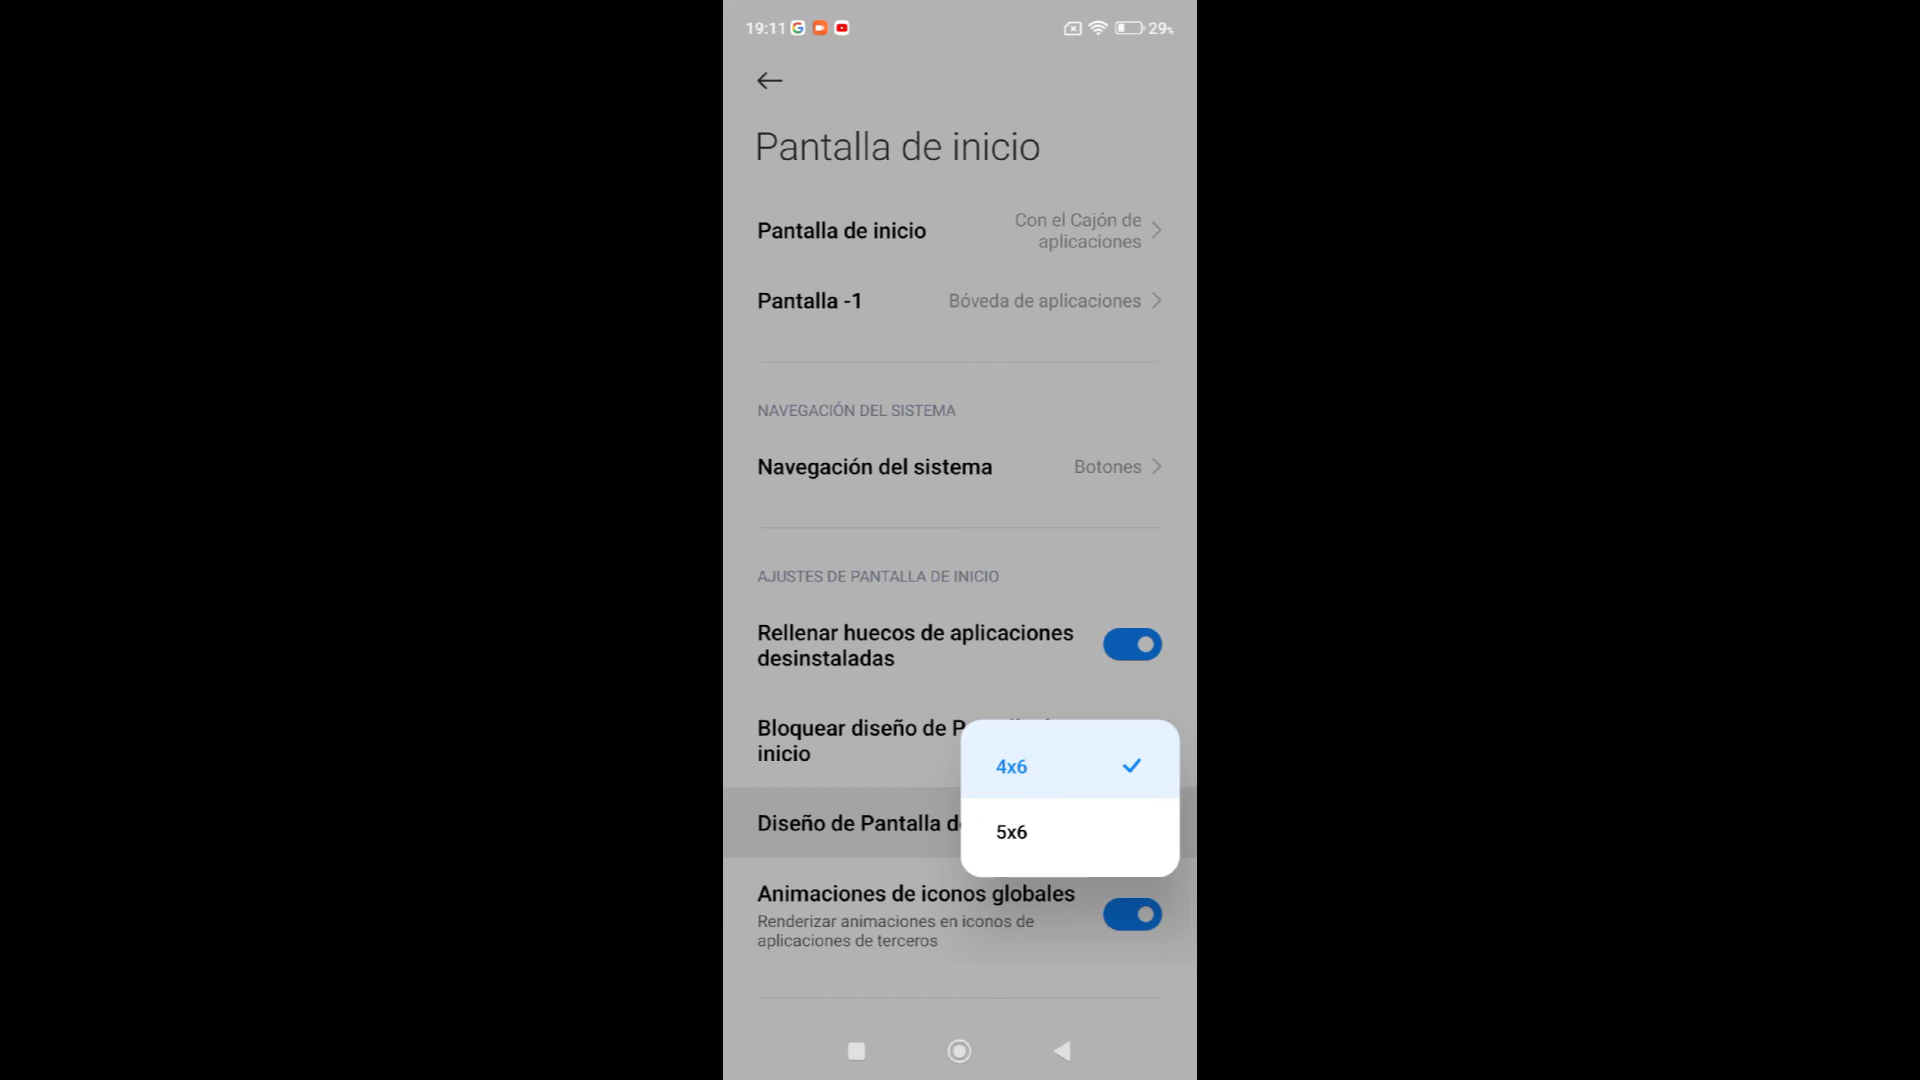 19:11 29%
Pantalla de inicio
Pantalla de inicio Con el Cajón de
aplicaciones
Pantalla -1 Bóveda de aplicaciones
NAVEGACIÓN DEL SISTEMA
Navegación del sistema Botones
AJUSTES DE PANTALLA DE INICIO
Rellenar huecos de aplicaciones
desinstaladas
Bloquear diseño de
inicio
4x6
Diseño de Pantalla
5x6
Animaciones de iconos globales
Renderizar animaciones en iconos de
aplicaciones de terceros